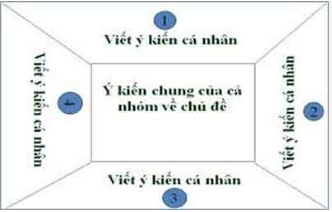 1
Viết ý kiến cá nhân
Viết ý kiến cá nhân
4
Ý kiến chung của cả
nhóm về chủ đề
2
Viết ý kiến cá nhân
Viết ý kiến cá nhân
3